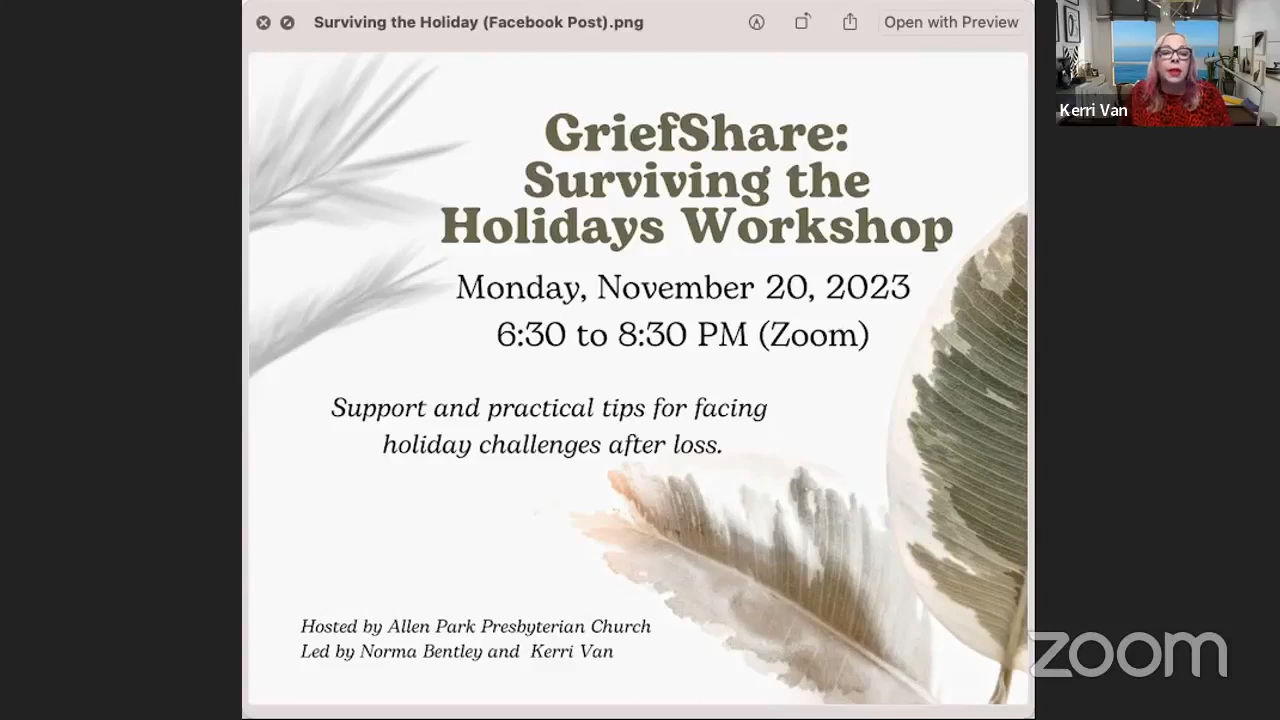 Surviving the Holiday (Facebook Post).png
Open with Preview
Kerri Van
GriefShare:
Surviving the
Holidays Workshop
Monday, November 20, 2023
6:30 to 8:30 PM (Zoom)
Support and practical tips for facing
holiday challenges after loss.
Hosted by Allen Park Presbyterian Church
Led by Norma Bentley and Kerri Van
zoom